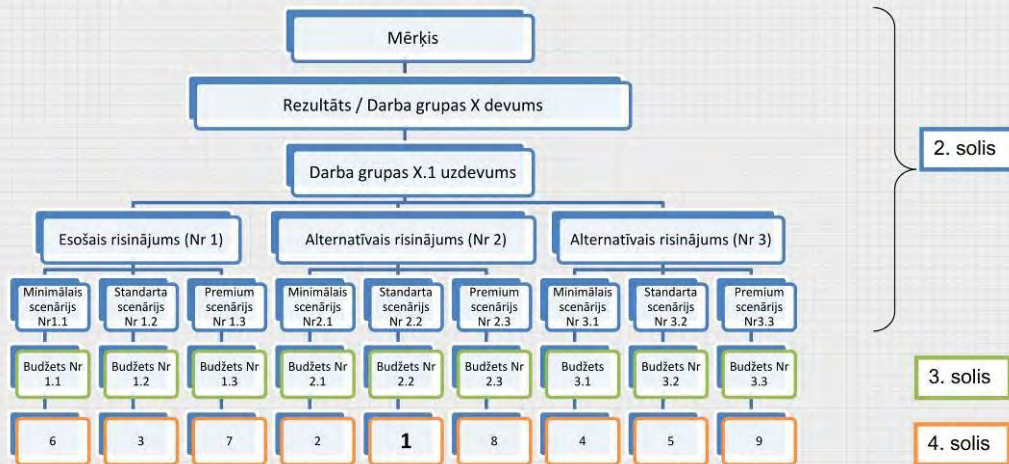 Mērķis
Rezultāts / Darba grupas X devums
2. solis
Darba grupas X.1 uzdevums
Esošais risinājums (Nr 1)
Alternatīvais risinājums (Nr 2)
Alternatīvais risinājums (Nr 3)
Minimālais
scenārijs
Nr1.1
Standarta
scenārijs
Nr 1.2
Premium
scenārijs
Nr 1.3
Minimālais
scenārijs
Nr2.1
Standarta
scenārijs
Nr 2.2
Premium
scenārijs
Nr 2.3
Minimālais
scenārijs
Nr 3.1
Standarta
scenārijs
Nr 3.2
Premium
scenārijs
Nr3.3
Budžets Nr
1.1
Budžets Nr
1.2
Budžets Nr
1.3
Budžets Nr
2.1
Budžets Nr
2.2
Budžets Nr
2.3
Budžets
3.1
Budžets Nr
3.2
Budžets Nr
3.3
3. solis
6
3
7
2
1
8
4
5
9
4. solis